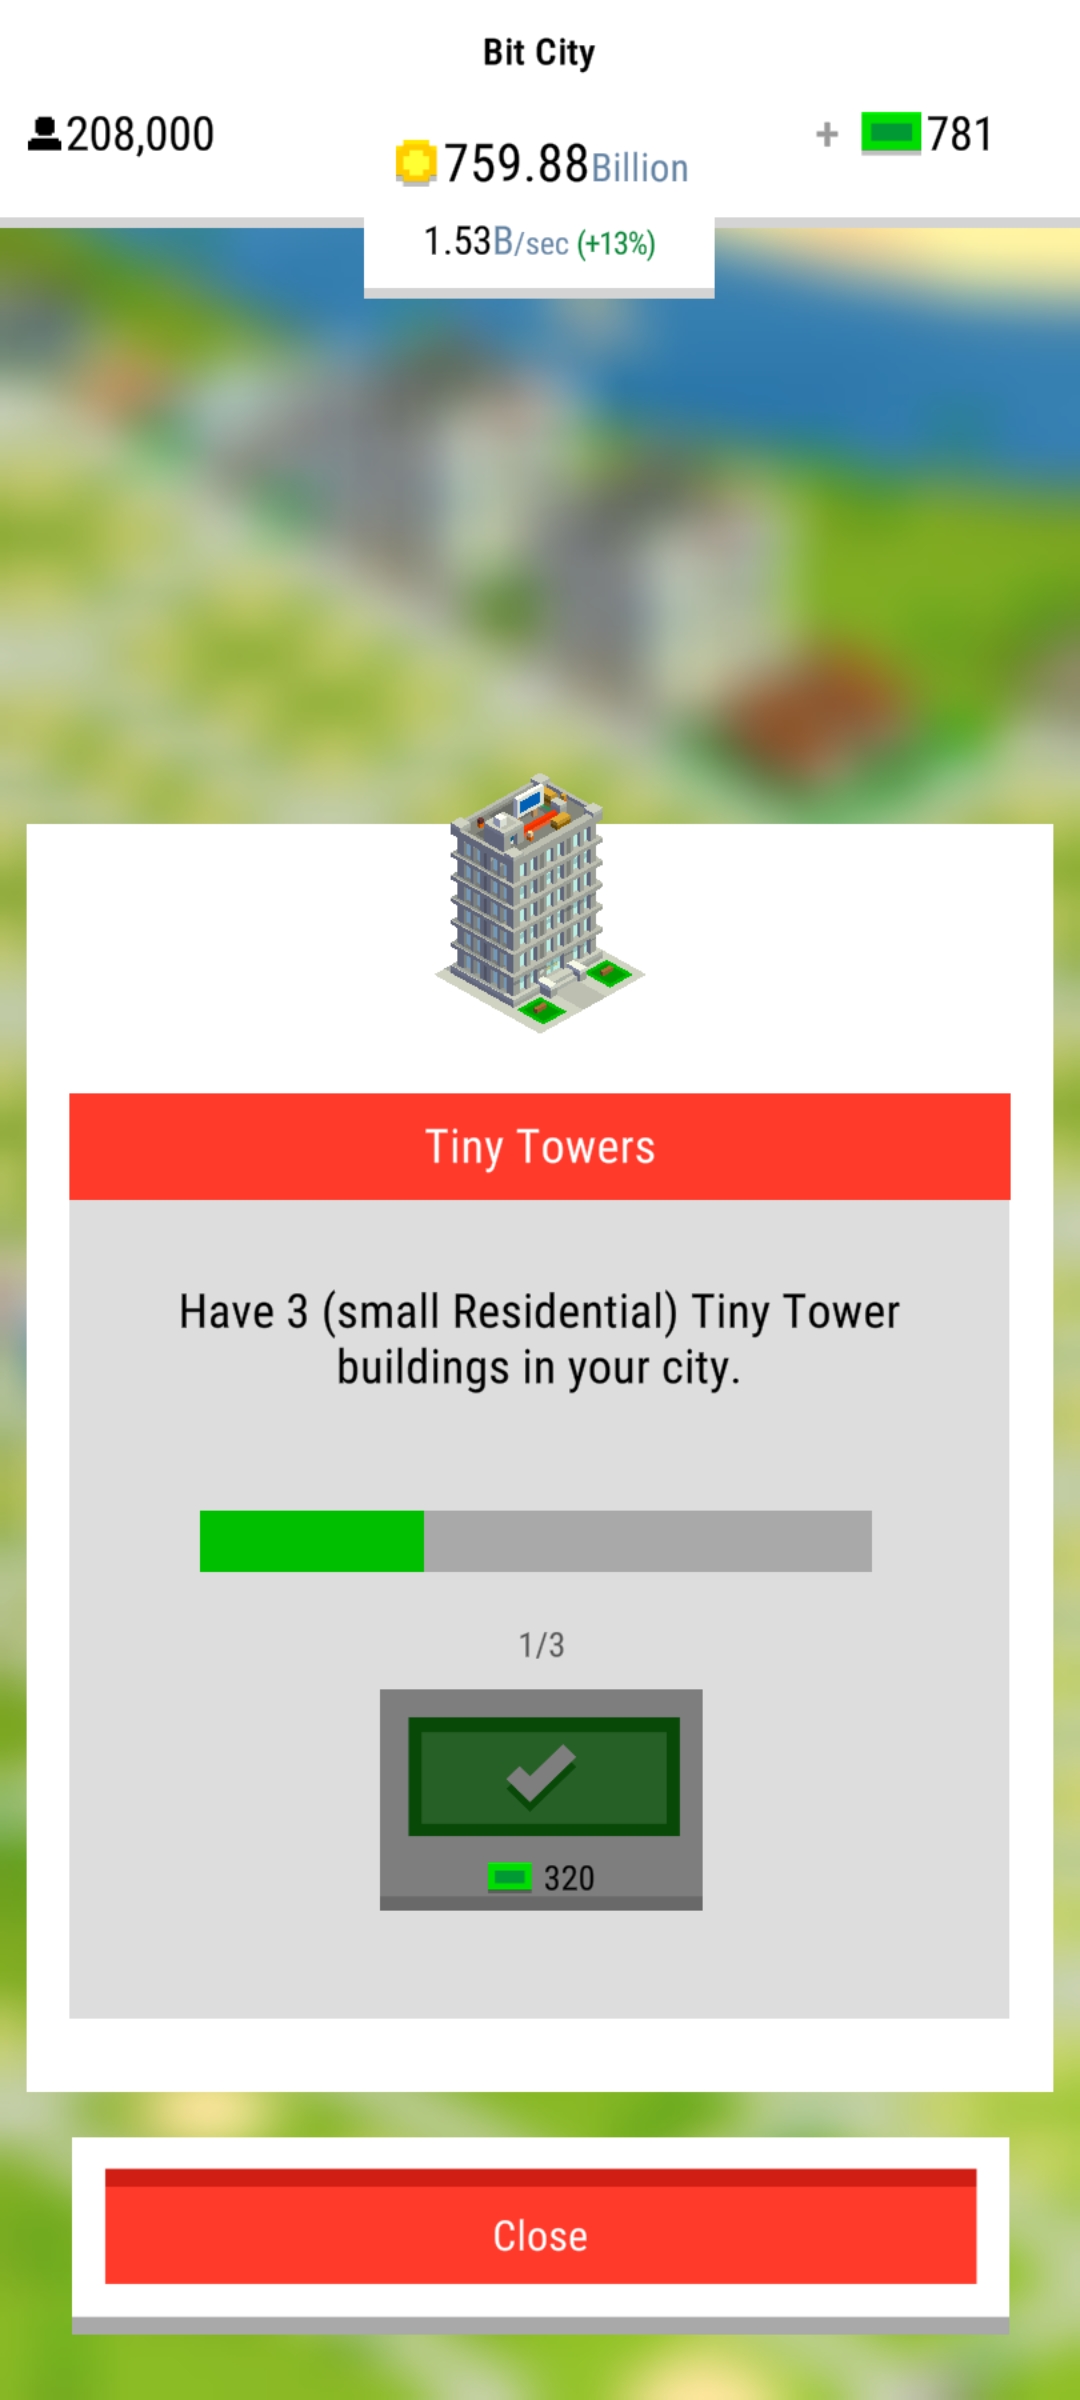 Bit City
208,000
759.88Billion
+ 781
1.53B/sec (+13%)
Tiny Towers
Have 3 (small Residential) Tiny Tower
buildings in your city.
1/3
320
Close